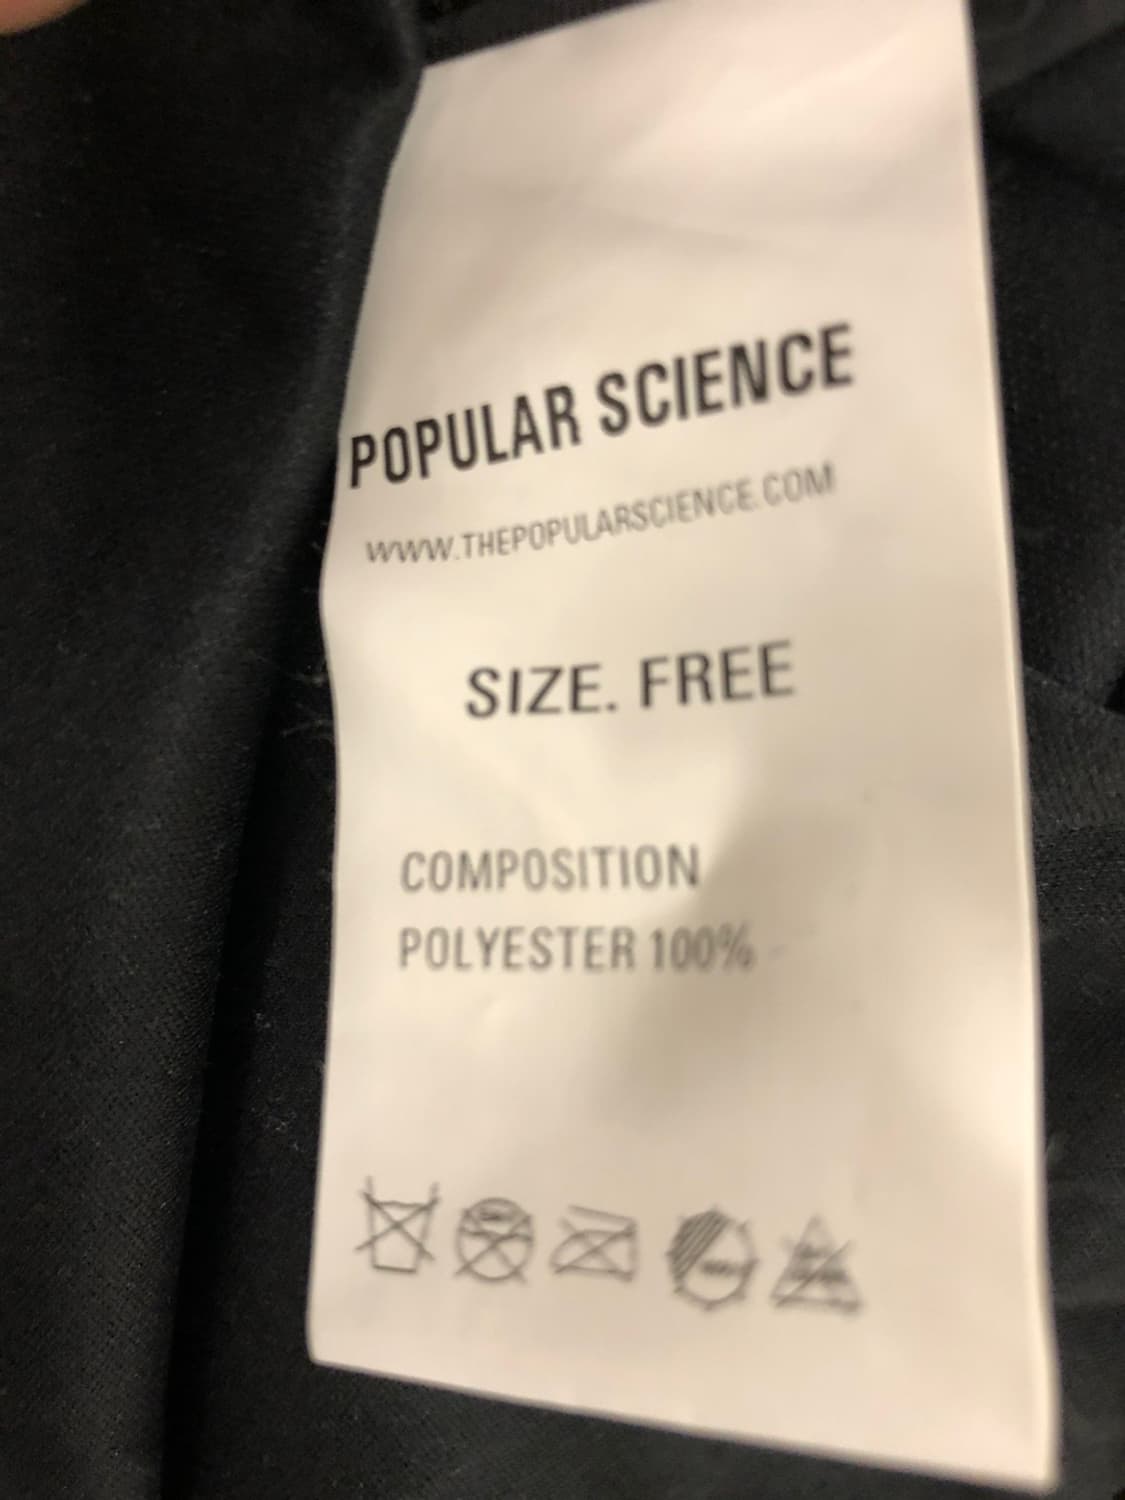 POPULAR SCIENCE
WWW.THEPOPULARSCIENCE.COM
SIZE. FREE
COMPOSITION
POLYESTER 100%